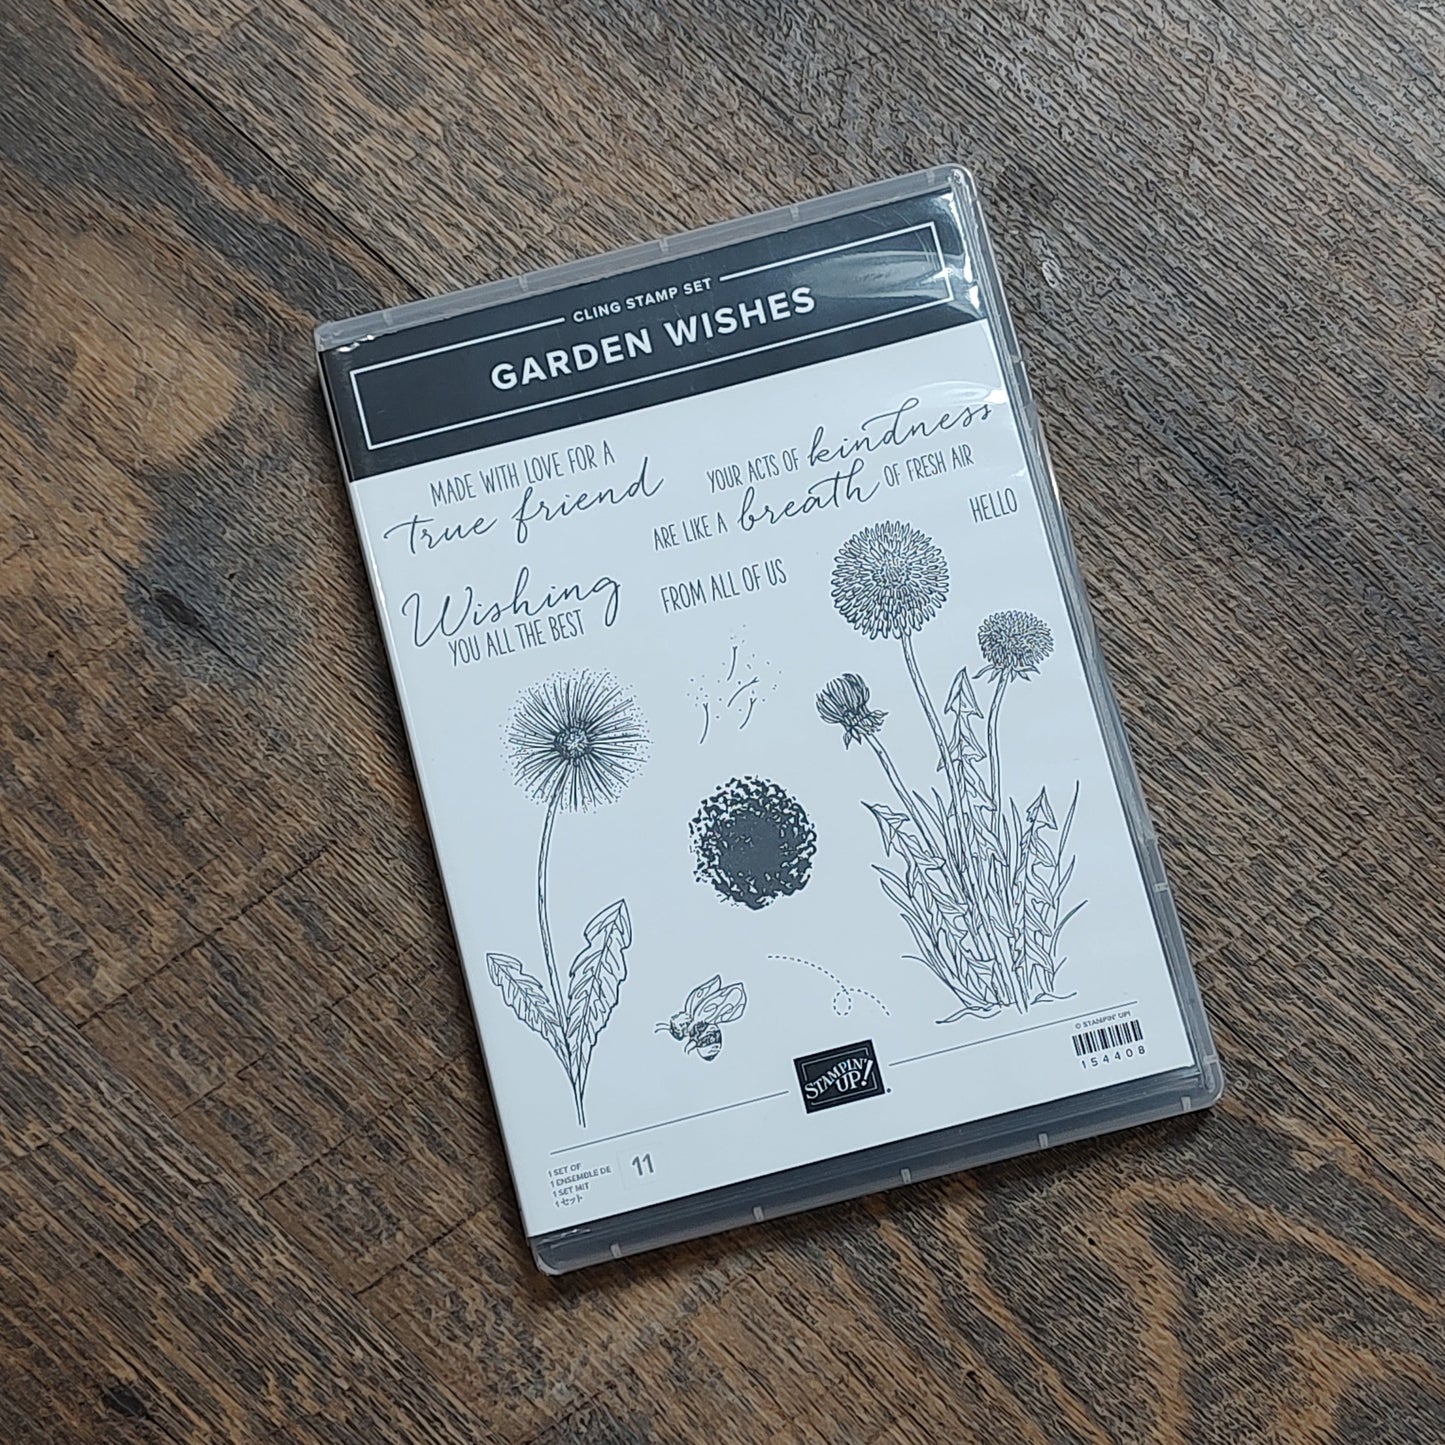 CLING STAMP SET
GARDEN WISHES
MADE WITH LOVE FOR A
true friend
YOUR ACTS OF kindness
ARE LIKE A breath OF FRESH AIR
HELLO
Wishing
YOU ALL THE BEST
FROM ALL OF US
© STAMPIN' UP!
154408
STAMPIN'
UP!
1 SET OF
1 ENSEMBLE DE
1 SET MIT
1 セット
11